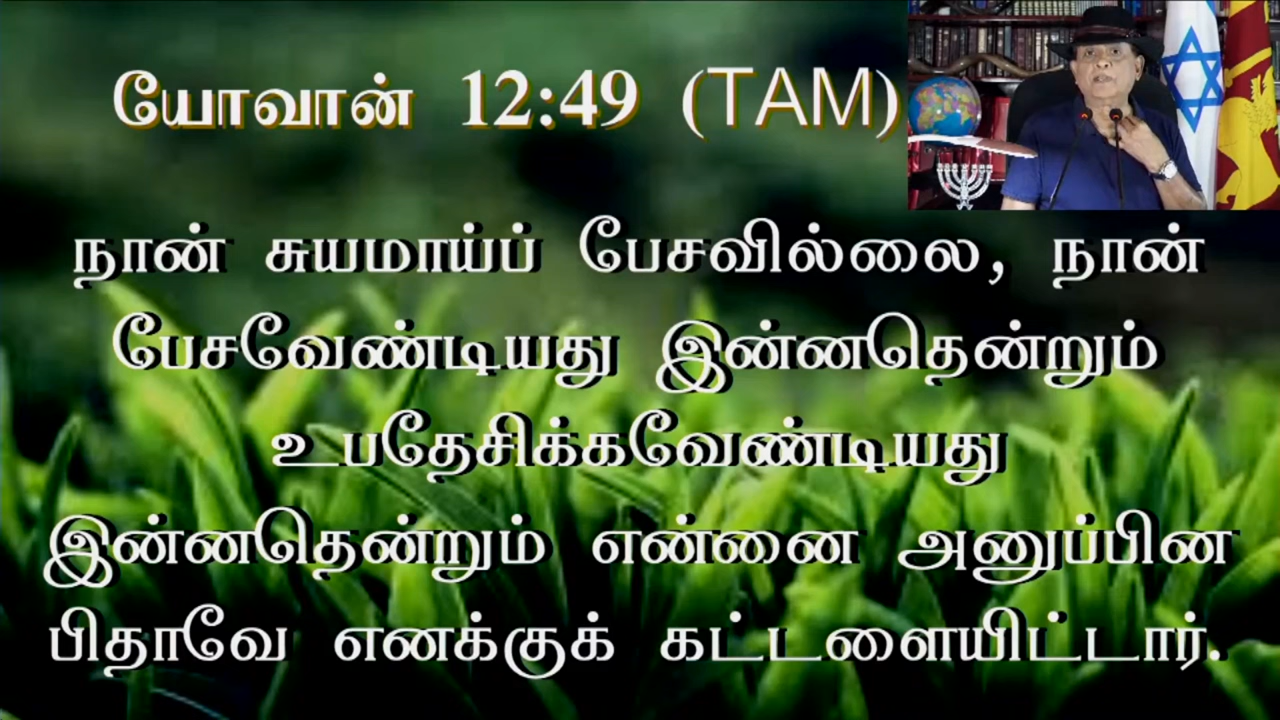 யோவான் 12:49 (TAM)
நான் சுயமாய்ப் பேசவில்லை, நான்
பேசவேண்டியது இன்னதென்றும்
உபதேசிக்கவேண்டியது
இன்னதென்றும் என்னை அனுப்பின
பிதாவே எனக்குக் கட்டளையிட்டார்.